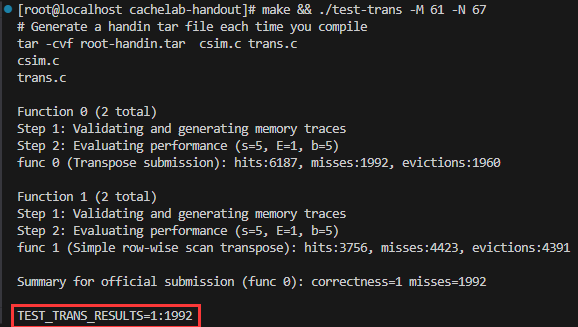 [root@localhost cachelab-handout]# make && ./test-trans -M 61 -N 67
# Generate a handin tar file each time you compile
tar -cvf root-handin.tar  csim.c trans.c
csim.c
trans.c
Function 0 (2 total)
Step 1: Validating and generating memory traces
Step 2: Evaluating performance (s=5, E=1, b=5)
func 0 (Transpose submission): hits:6187, misses:1992, evictions:1960
Function 1 (2 total)
Step 1: Validating and generating memory traces
Step 2: Evaluating performance (s=5, E=1, b=5)
func 1 (Simple row-wise scan transpose): hits:3756, misses:4423, evictions:4391
Summary for official submission (func 0): correctness=1 misses=1992
TEST_TRANS_RESULTS=1:1992